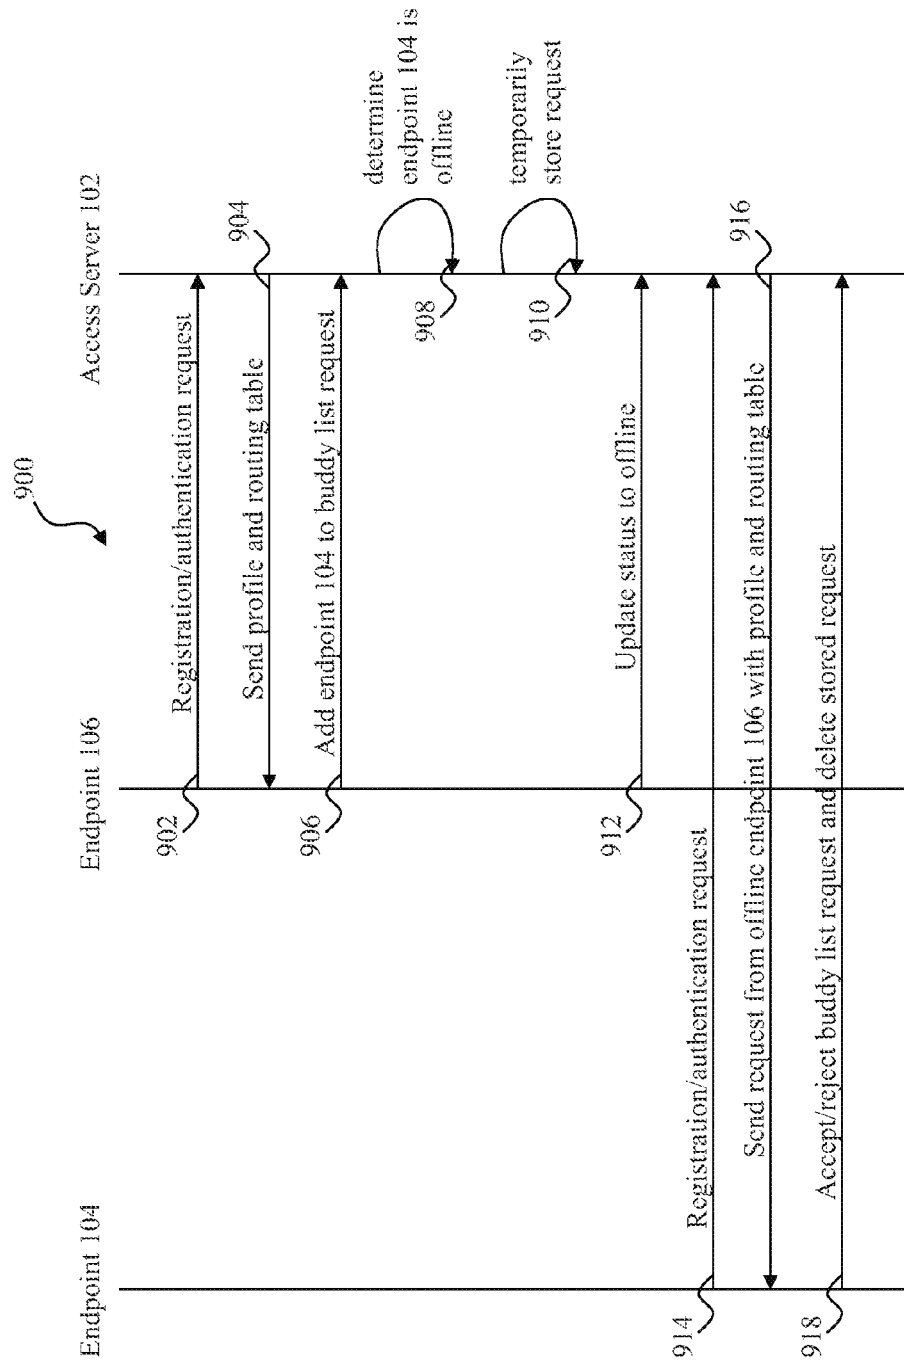 900
Endpoint 104
Endpoint 106
Access Server 102
902
Registration/authentication request
904
Send profile and routing table
906
Add endpoint 104 to buddy list request
determine
endpoint 104 is
offline
908
temporarily
store request
910
912
Update status to offline
914
Registration/authentication request
916
Send request from offline endpoint 106 with profile and routing table
918
Accept/reject buddy list request and delete stored request